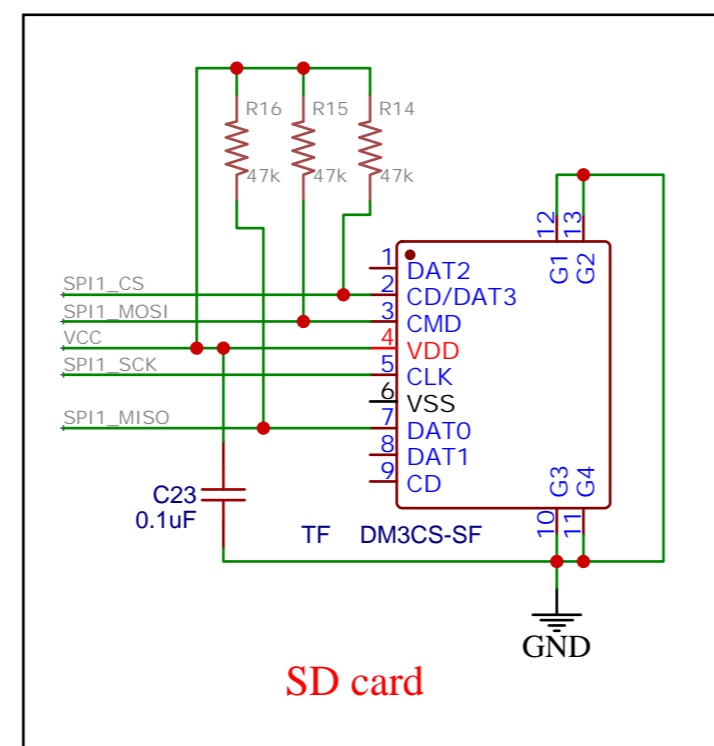 R16 R15 R14
47k 47k 47k
12 13
G1 G2
1 DAT2
SPI1_CS 2 CD/DAT3
SPI1_MOSI 3 CMD
VCC 4 VDD
SPI1_SCK 5 CLK
6 VSS
SPI1_MISO 7 DAT0
8 DAT1
9 CD
G3 G4
10 11
C23
0.1uF
TF DM3CS-SF
GND
SD card